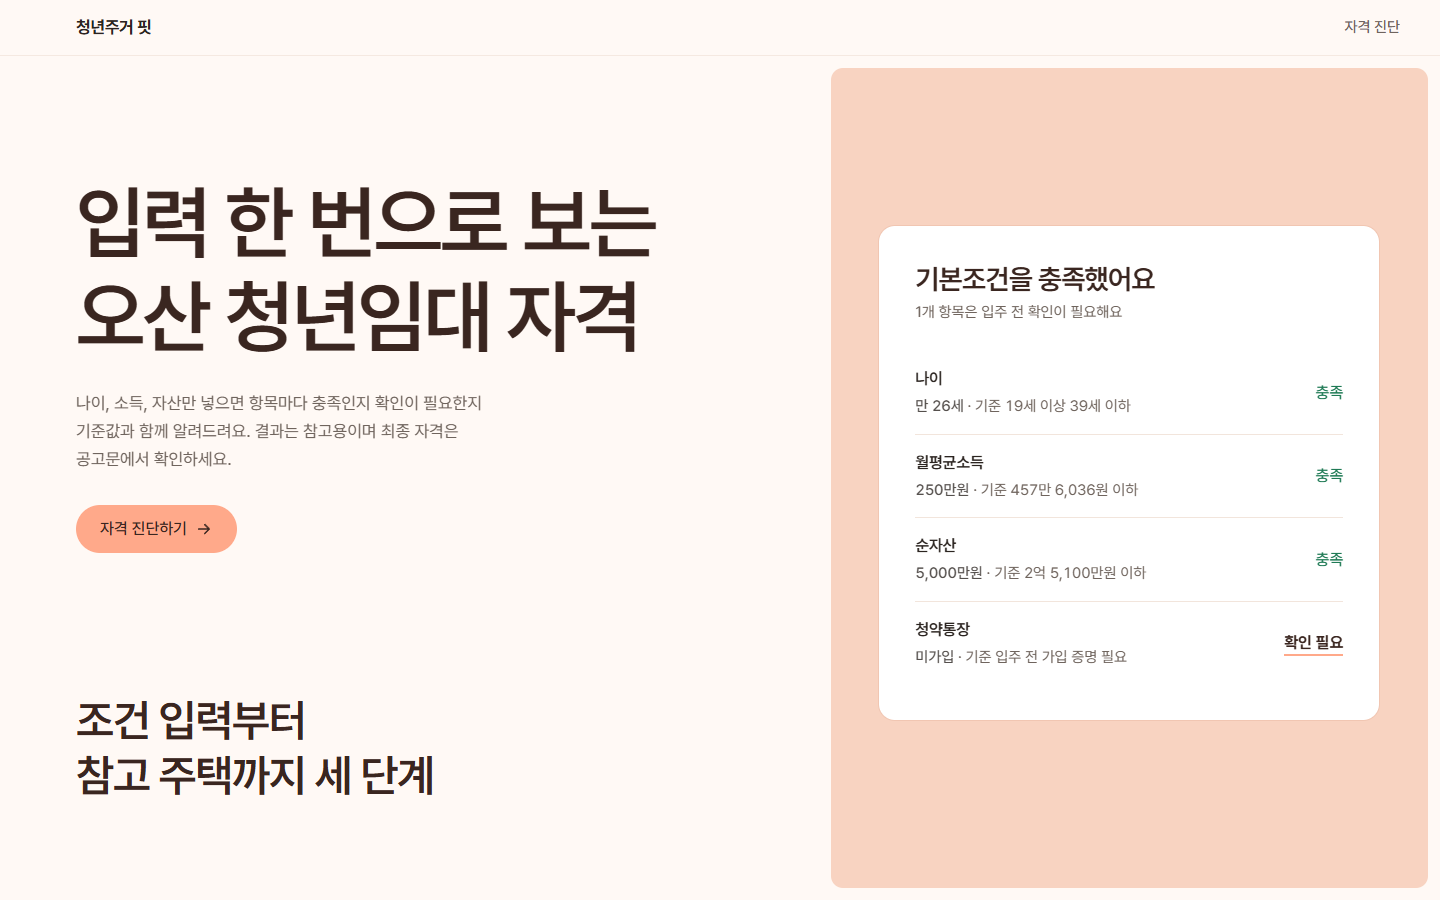 청년주거 핏
자격 진단
입력 한 번으로 보는
오산 청년임대 자격
나이, 소득, 자산만 넣으면 항목마다 충족인지 확인이 필요한지
기준값과 함께 알려드려요. 결과는 참고용이며 최종 자격은
공고문에서 확인하세요.
자격 진단하기 →
조건 입력부터
참고 주택까지 세 단계
기본조건을 충족했어요
1개 항목은 입주 전 확인이 필요해요
나이
만 26세 · 기준 19세 이상 39세 이하
충족
월평균소득
250만원 · 기준 457만 6,036원 이하
충족
순자산
5,000만원 · 기준 2억 5,100만원 이하
충족
청약통장
미가입 · 기준 입주 전 가입 증명 필요
확인 필요